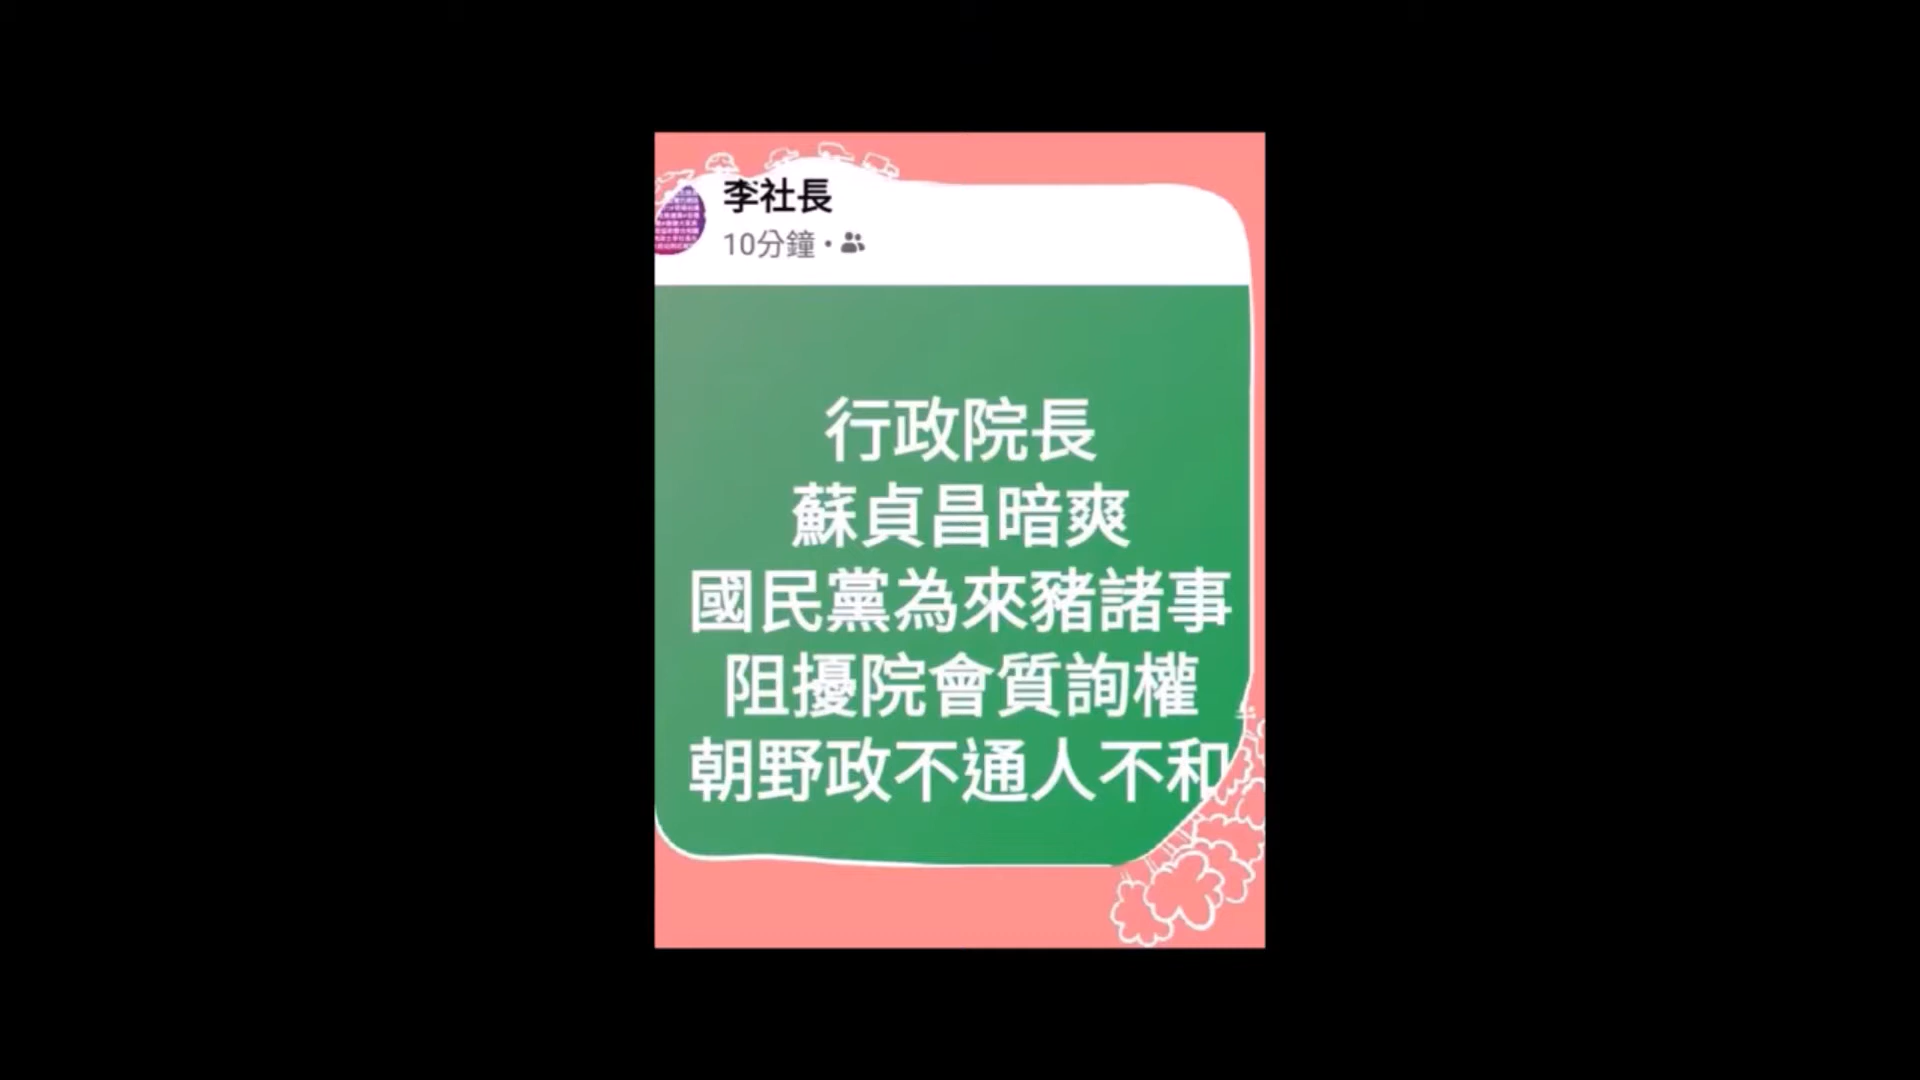 李社長
10分鐘·
行政院長
蘇貞昌暗爽
國民黨為來豬諸事
阻擾院會質詢權
朝野政不通人不和